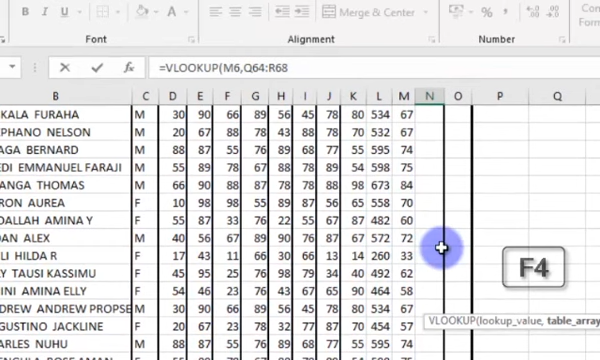 B I U A
Merge & Center % ,
Font Alignment Number
=VLOOKUP(M6,Q64:R68
B C D E F G H I J K L M N O P Q
KALA FURAHA M 30 90 66 89 56 45 78 80 534 67
PHANO NELSON M 20 67 88 78 43 88 78 70 532 67
AGA BERNARD M 88 87 55 76 89 68 77 55 595 74
EDI EMMANUEL FARAJI M 55 89 78 67 88 78 89 54 598 75
ANGA THOMAS M 66 90 88 87 78 78 88 98 673 84
RON AUREA F 10 98 98 55 89 87 56 65 558 70
DALLAH AMINA Y F 55 87 33 76 22 55 67 87 482 60
AN ALEX M 40 56 67 89 90 76 87 67 572 72
LI HILDA R F 17 43 11 66 30 66 13 14 260 33
Y TAUSI KASSIMU F 45 95 25 76 98 79 34 40 492 62
INI AMINA ELLY F 54 46 23 76 43 67 65 90 464 58
NDREW ANDREW PROPSE M 30 90 66 89 56 45 78 80 534 67
GUSTINO JACKLINE F 20 67 23 78 32 77 87 70 454 57
ARLES NUHU M 88 87 55 76 89 68 77 55 595 74
F4
VLOOKUP(lookup_value, table_array